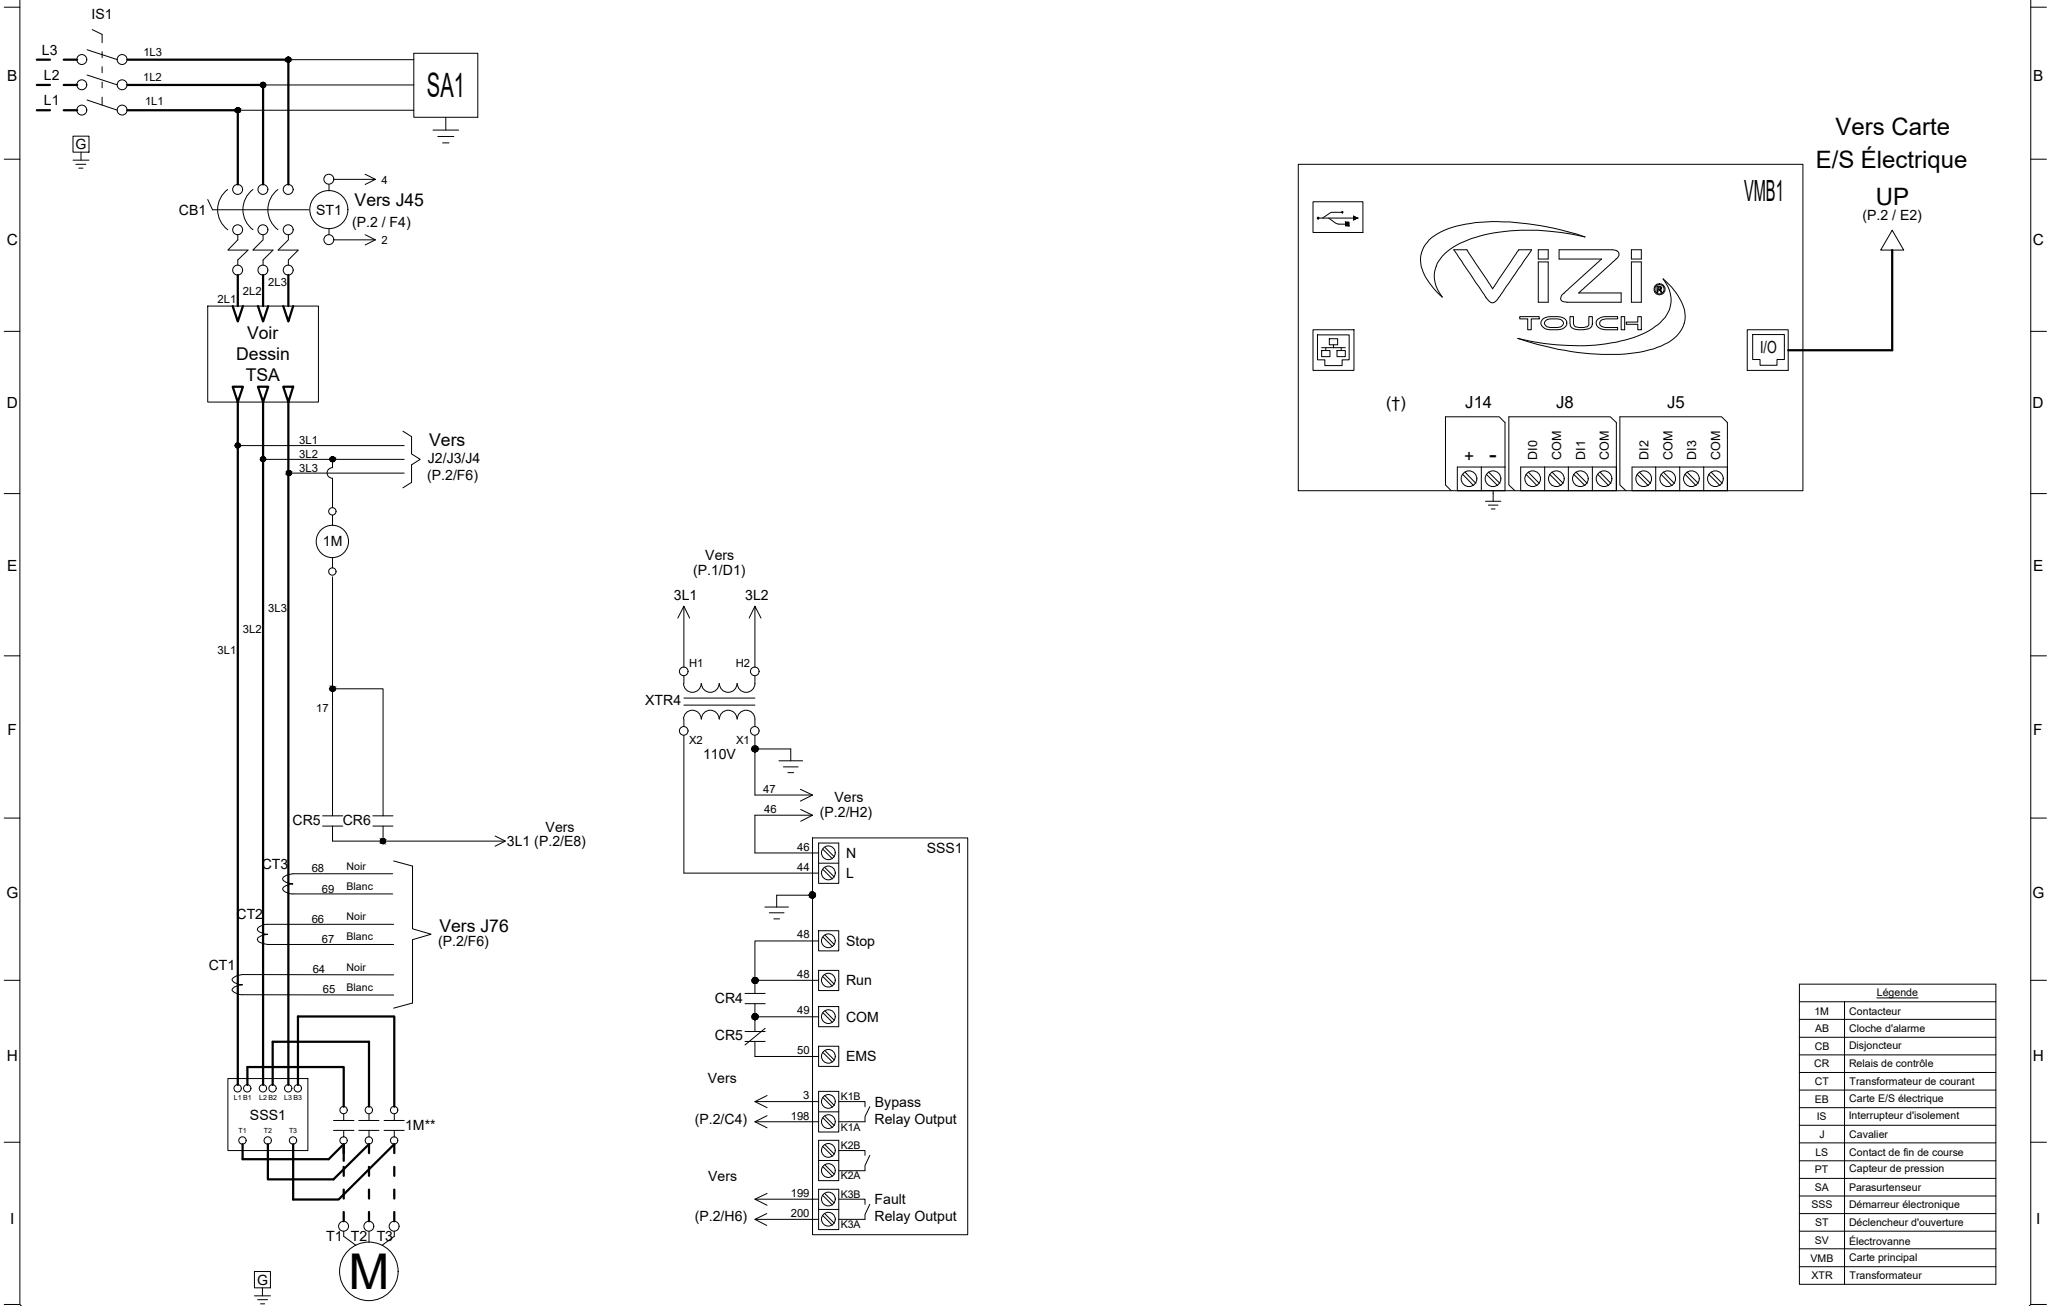 IS1
B
L3
1L3
L2
1L2
L1
1L1
SA1
G
B
CB1
ST1
4
Vers J45
(P.2 / F4)
2
C
2L1
2L2
2L3
Voir
Dessin
TSA
D
3L1
3L2
3L3
Vers
J2/J3/J4
(P.2/F6)
1M
E
3L3
3L2
3L1
17
F
CR5
CR6
Vers
3L1 (P.2/E8)
CT3
68
Noir
69
Blanc
G
CT2
66
Noir
67
Blanc
Vers J76
(P.2/F6)
CT1
64
Noir
65
Blanc
H
L1
B1
L2
B2
L3
B3
SSS1
T1
T2
T3
1M**
I
T1
T2
T3
M
G
Vers
(P.1/D1)
3L1
3L2
H1
H2
XTR4
X2
X1
110V
47
46
Vers
(P.2/H2)
SSS1
46
N
44
L
48
Stop
48
Run
CR4
49
COM
CR5
50
EMS
Vers
(P.2/C4)
3
K1B
198
K1A
Bypass
Relay Output
K2B
K2A
Vers
(P.2/H6)
199
K3B
200
K3A
Fault
Relay Output
Vers Carte
E/S Électrique
UP
(P.2 / E2)
VMB1
ViZi
®
TOUCH
I/O
(†)
J14
J8
J5
+
-
DI0
COM
DI1
COM
DI2
COM
DI3
COM
C
D
E
F
G
H
I
Légende
1M Contacteur
AB Cloche d'alarme
CB Disjoncteur
CR Relais de contrôle
CT Transformateur de courant
EB Carte E/S électrique
IS Interrupteur d'isolement
J Cavalier
LS Contact de fin de course
PT Capteur de pression
SA Parasurtenseur
SSS Démarreur électronique
ST Déclencheur d'ouverture
SV Électrovanne
VMB Carte principal
XTR Transformateur